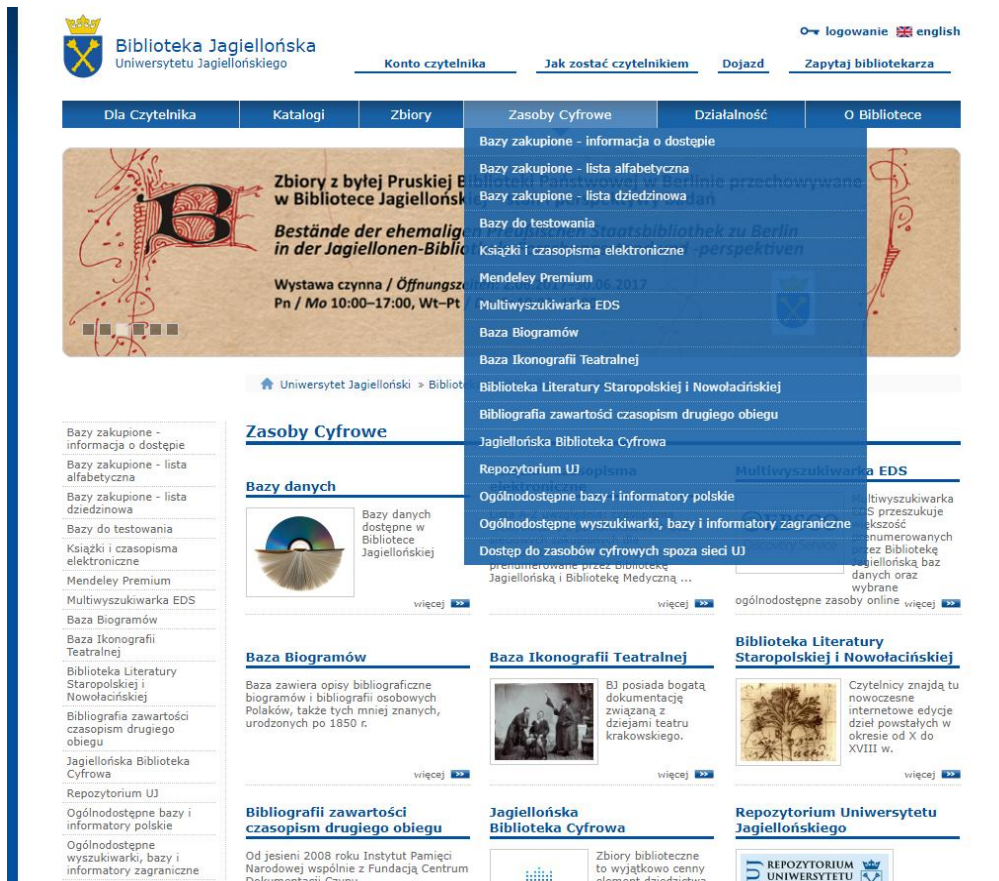 Biblioteka Jagiellońska
Uniwersytetu Jagiellońskiego
logowanie english
Konto czytelnika Jak zostać czytelnikiem Dojazd Zapytaj bibliotekarza
Dla Czytelnika Katalogi Zbiory Zasoby Cyfrowe Działalność O Bibliotece
Bazy zakupione - informacja o dostępie
Bazy zakupione - lista alfabetyczna
Bazy zakupione - lista dziedzinowa
Bazy do testowania
Książki i czasopisma elektroniczne
Mendeley Premium
Multiwyszukiwarka EDS
Baza Biogramów
Baza Ikonografii Teatralnej
Biblioteka Literatury Staropolskiej i Nowołacińskiej
Bibliografia zawartości czasopism drugiego obiegu
Jagiellońska Biblioteka Cyfrowa
Repozytorium UJ
Ogólnodostępne bazy i informatory polskie
Ogólnodostępne wyszukiwarki, bazy i informatory zagraniczne
Dostęp do zasobów cyfrowych spoza sieci UJ
Zbiory z byłej Pruskiej Biblioteki Państwowej w Berlinie przechowywane
w Bibliotece
Bestände der ehemaligen Preußischen Staatsbibliothek zu Berlin
in der -perspektiven
Wystawa czynna /
Pn / Mo 10:00–17:00, Wt–Pt
Uniwersytet Jagielloński »
Bazy zakupione -
informacja o dostępie
Bazy zakupione - lista
alfabetyczna
Bazy zakupione - lista
dziedzinowa
Bazy do testowania
Książki i czasopisma
elektroniczne
Mendeley Premium
Multiwyszukiwarka EDS
Baza Biogramów
Baza Ikonografii
Teatralnej
Biblioteka Literatury
Staropolskiej i
Nowołacińskiej
Bibliografia zawartości
czasopism drugiego
obiegu
Jagiellońska Biblioteka
Cyfrowa
Repozytorium UJ
Ogólnodostępne bazy i
informatory polskie
Ogólnodostępne
wyszukiwarki, bazy i
informatory zagraniczne
Zasoby Cyfrowe
Bazy danych
Bazy danych
dostępne w
Bibliotece
Jagiellońskiej
więcej
prenumerowane przez Bibliotekę
Jagiellońską i Bibliotekę Medyczną ...
więcej
Multiwyszukiwarka EDS
Multiwyszukiwarka
EDS przeszukuje
większość
prenumerowanych
przez Bibliotekę
Jagiellońską baz
danych oraz
wybrane
ogólnodostępne zasoby online więcej
Baza Biogramów
Baza zawiera opisy bibliograficzne
biogramów i bibliografii osobowych
Polaków, także tych mniej znanych,
urodzonych po 1850 r.
więcej
Baza Ikonografii Teatralnej
BJ posiada bogatą
dokumentację
związaną z
dziejami teatru
krakowskiego.
więcej
Biblioteka Literatury
Staropolskiej i Nowołacińskiej
Czytelnicy znajdą tu
nowoczesne
internetowe edycje
dzieł powstałych w
okresie od X do
XVIII w.
więcej
Bibliografii zawartości
czasopism drugiego obiegu
Od jesieni 2008 roku Instytut Pamięci
Narodowej wspólnie z Fundacją Centrum
Jagiellońska
Biblioteka Cyfrowa
Zbiory biblioteczne
to wyjątkowo cenny
Repozytorium Uniwersytetu
Jagiellońskiego
REPOZYTORIUM
UNIWERSYTETU